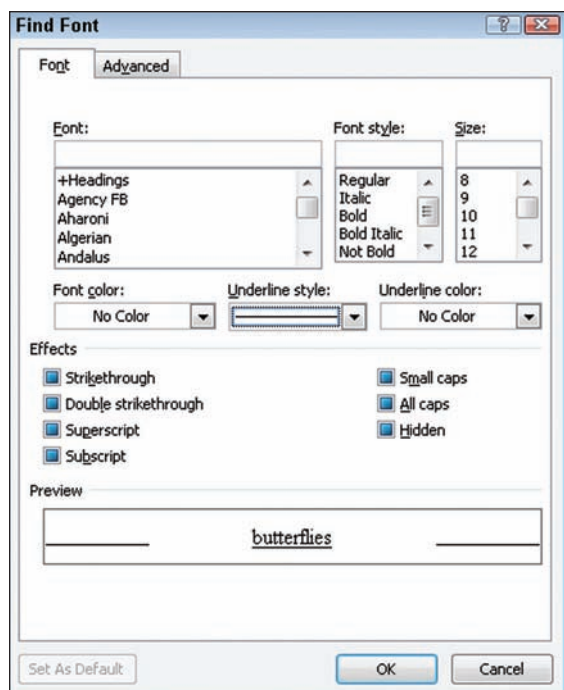 Find Font
Font Advanced
Font: Font style: Size:
+Headings Regular 8
Agency FB Italic 9
Aharoni Bold 10
Algerian Bold Italic 11
Andalus Not Bold 12
Font color: Underline style: Underline color:
No Color No Color
Effects
Strikethrough Small caps
Double strikethrough All caps
Superscript Hidden
Subscript
Preview
butterflies
Set As Default OK Cancel